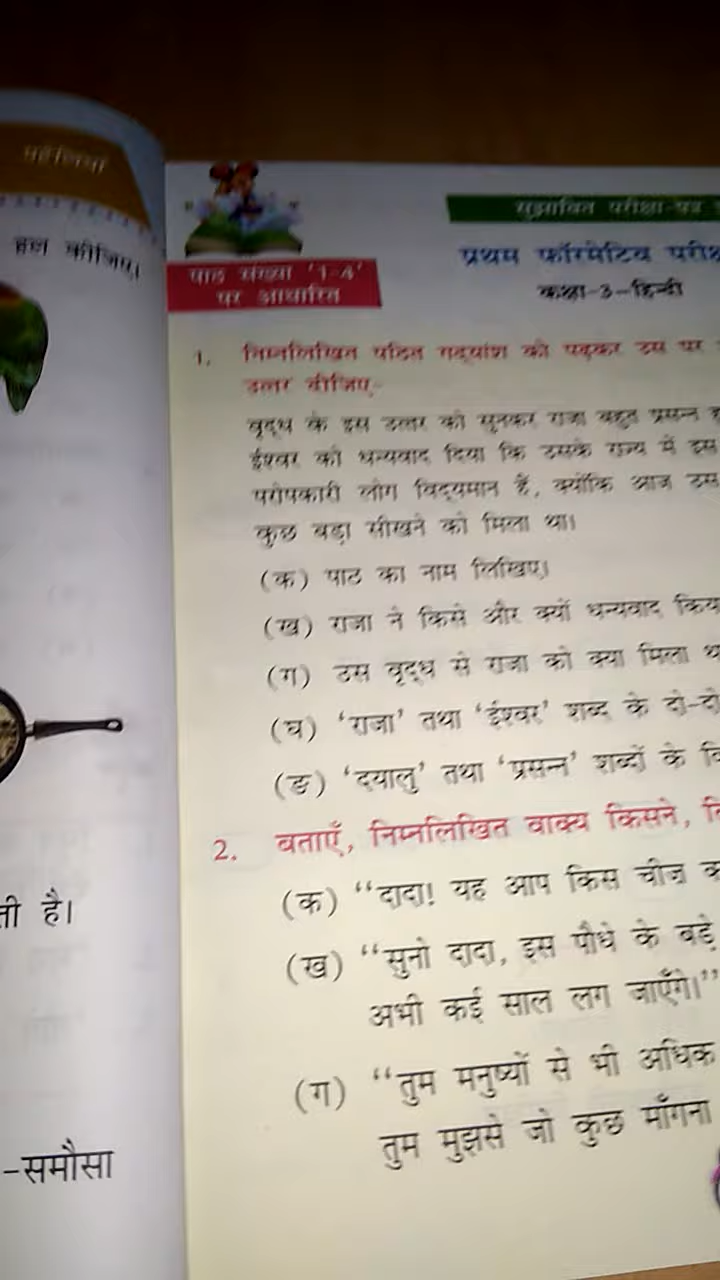 पहेलियाँ
हल कीजिए।
ती है।
-समौसा
सुझावित परीक्षा-पत्र
प्रथम फॉरमेटिव परीक्ष
पाठ संख्या '1-4'
पर आधारित
कक्षा-3-हिन्दी
1. निम्नलिखित पठित गद्यांश को पढ़कर उस पर
उत्तर दीजिए-
वृद्ध के इस उत्तर को सुनकर राजा बहुत प्रसन्न
ईश्वर को धन्यवाद दिया कि उसके राज्य में इस
परोपकारी लोग विद्यमान हैं, क्योंकि आज उस
कुछ बड़ा सीखने को मिला था।
(क) पाठ का नाम लिखिए।
(ख) राजा ने किसे और क्यों धन्यवाद किय
(ग) उस वृद्ध से राजा को क्या मिला थ
(घ) 'राजा' तथा 'ईश्वर' शब्द के दो-दो
(ङ) 'दयालु' तथा 'प्रसन्न' शब्दों के वि
2. बताएँ, निम्नलिखित वाक्य किसने, कि
(क) "दादा! यह आप किस चीज़ क
(ख) "सुनो दादा, इस पौधे के बड़े
अभी कई साल लग जाएँगे।"
(ग) "तुम मनुष्यों से भी अधिक
तुम मुझसे जो कुछ माँगना